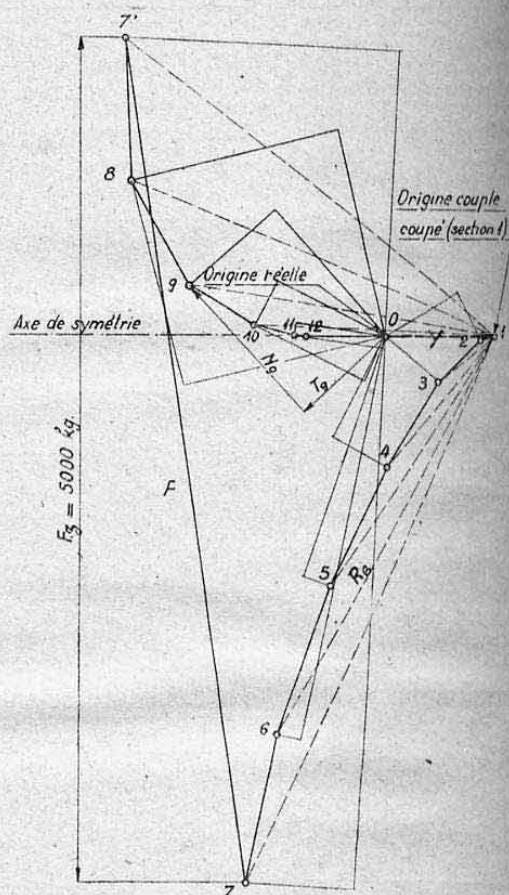 7'
8
Origine couple
coupé (section 1)
9
Origine réelle
Axe de symétrie
10
11
12
0
2
1
N9
T9
3
4
F
Fz = 5000 kg.
5
6
7